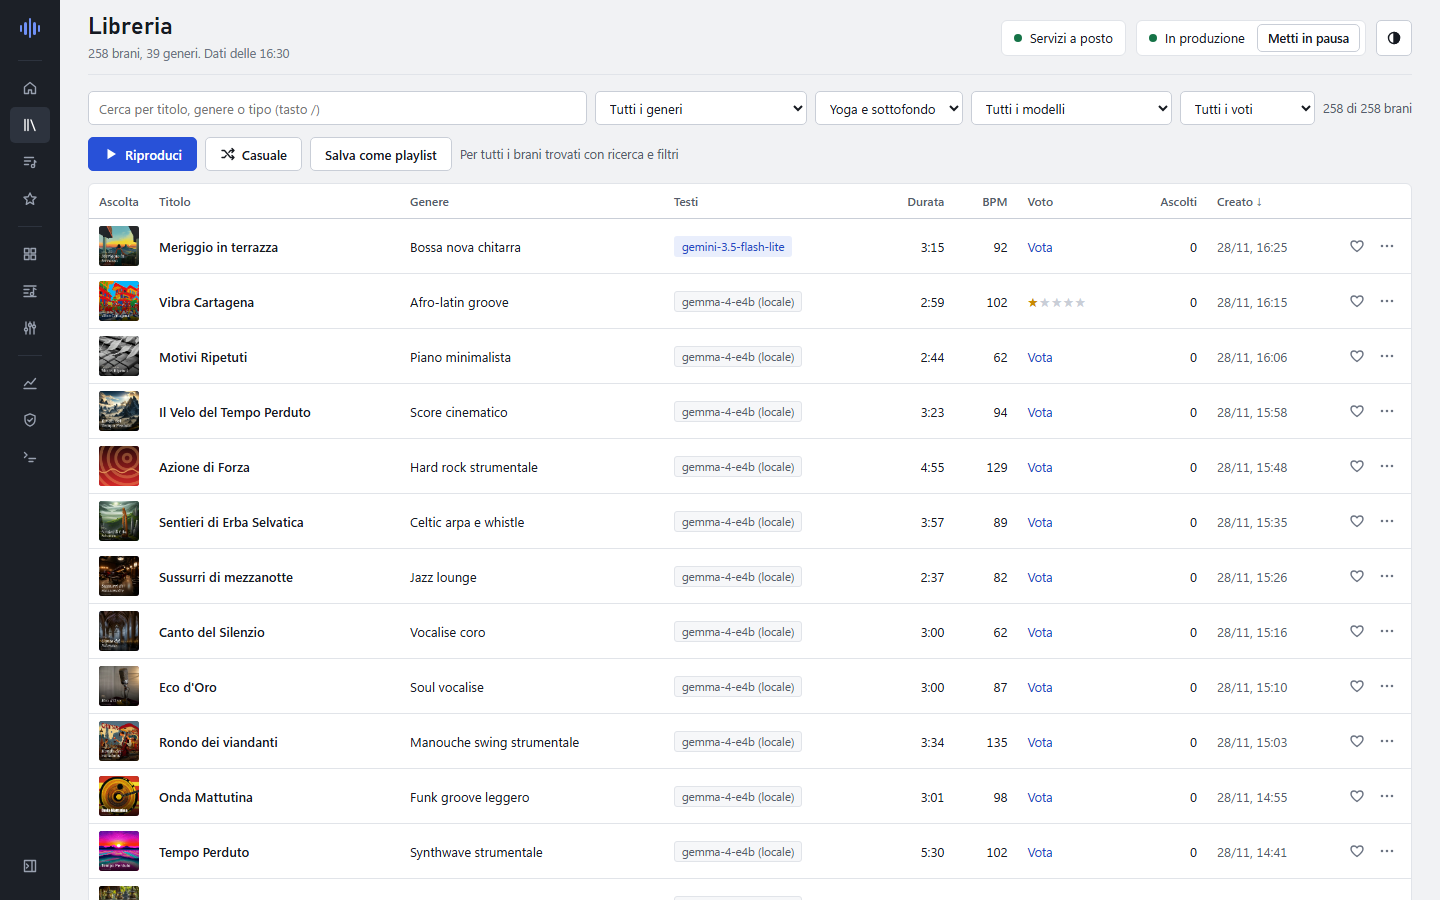 Libreria
258 brani, 39 generi. Dati delle 16:30
Servizi a posto
In produzione
Metti in pausa
Cerca per titolo, genere o tipo (tasto /)
Tutti i generi
Yoga e sottofondo
Tutti i modelli
Tutti i voti
258 di 258 brani
Riproduci
Casuale
Salva come playlist
Per tutti i brani trovati con ricerca e filtri
Ascolta Titolo Genere Testi Durata BPM Voto Ascolti Creato ↓
Meriggio in terrazza Bossa nova chitarra gemini-3.5-flash-lite 3:15 92 Vota 0 28/11, 16:25
Vibra Cartagena Afro-latin groove gemma-4-e4b (locale) 2:59 102 ★★★★★ 0 28/11, 16:15
Motivi Ripetuti Piano minimalista gemma-4-e4b (locale) 2:44 62 Vota 0 28/11, 16:06
Il Velo del Tempo Perduto Score cinematico gemma-4-e4b (locale) 3:23 94 Vota 0 28/11, 15:58
Azione di Forza Hard rock strumentale gemma-4-e4b (locale) 4:55 129 Vota 0 28/11, 15:48
Sentieri di Erba Selvatica Celtic arpa e whistle gemma-4-e4b (locale) 3:57 89 Vota 0 28/11, 15:35
Sussurri di mezzanotte Jazz lounge gemma-4-e4b (locale) 2:37 82 Vota 0 28/11, 15:26
Canto del Silenzio Vocalise coro gemma-4-e4b (locale) 3:00 62 Vota 0 28/11, 15:16
Eco d'Oro Soul vocalise gemma-4-e4b (locale) 3:00 87 Vota 0 28/11, 15:10
Rondo dei viandanti Manouche swing strumentale gemma-4-e4b (locale) 3:34 135 Vota 0 28/11, 15:03
Onda Mattutina Funk groove leggero gemma-4-e4b (locale) 3:01 98 Vota 0 28/11, 14:55
Tempo Perduto Synthwave strumentale gemma-4-e4b (locale) 5:30 102 Vota 0 28/11, 14:41